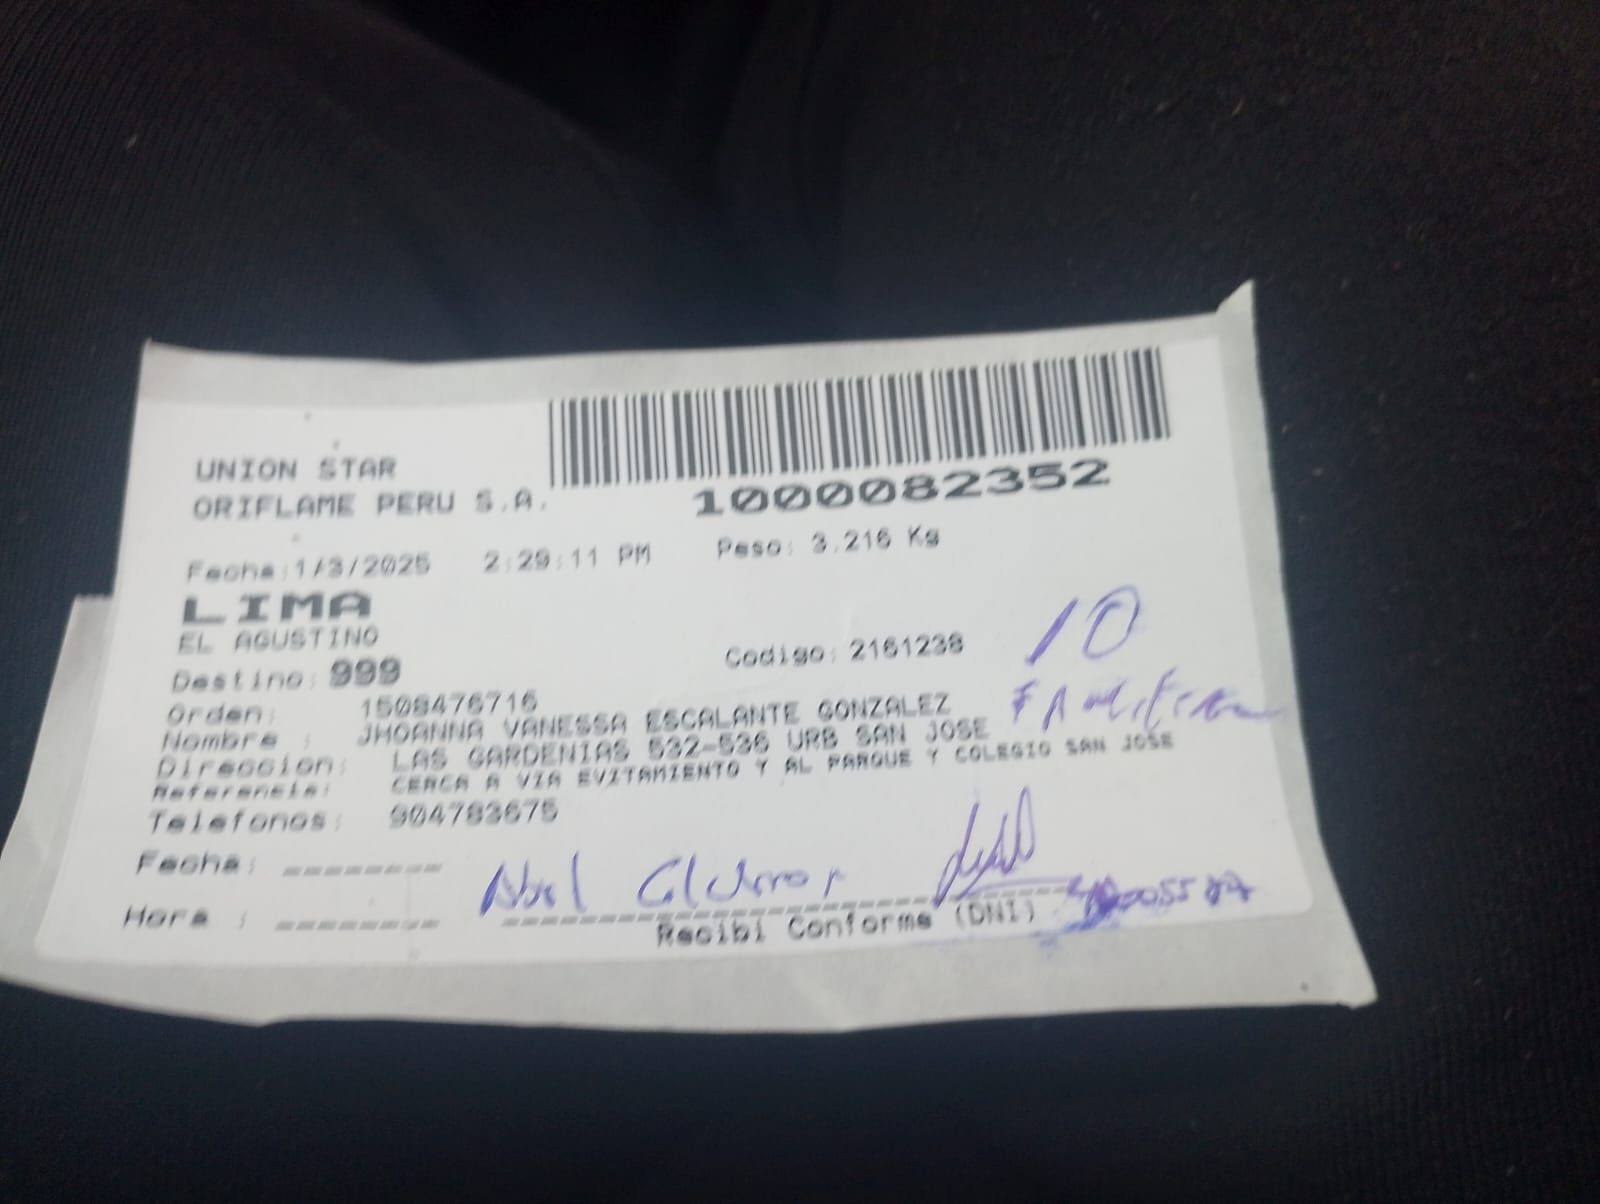 UNION STAR
ORIFLAME PERU S.A.
1000082352
Fecha:1/3/2025 2:29:11 PM Peso: 3.216 Kg
LIMA
EL AGUSTINO
Destino: 999 Codigo: 2161238
10
Orden: 1508476716
Nombre : JHOANNA VANESSA ESCALANTE GONZALEZ
Direccion: LAS GARDENIAS 532-536 URB SAN JOSE
Referencia: CERCA A VIA EVITAMIENTO Y AL PARQUE Y COLEGIO SAN JOSE
Telefonos: 904783675
Fecha: --------
Hora : --------
Recibi Conforme (DNI)